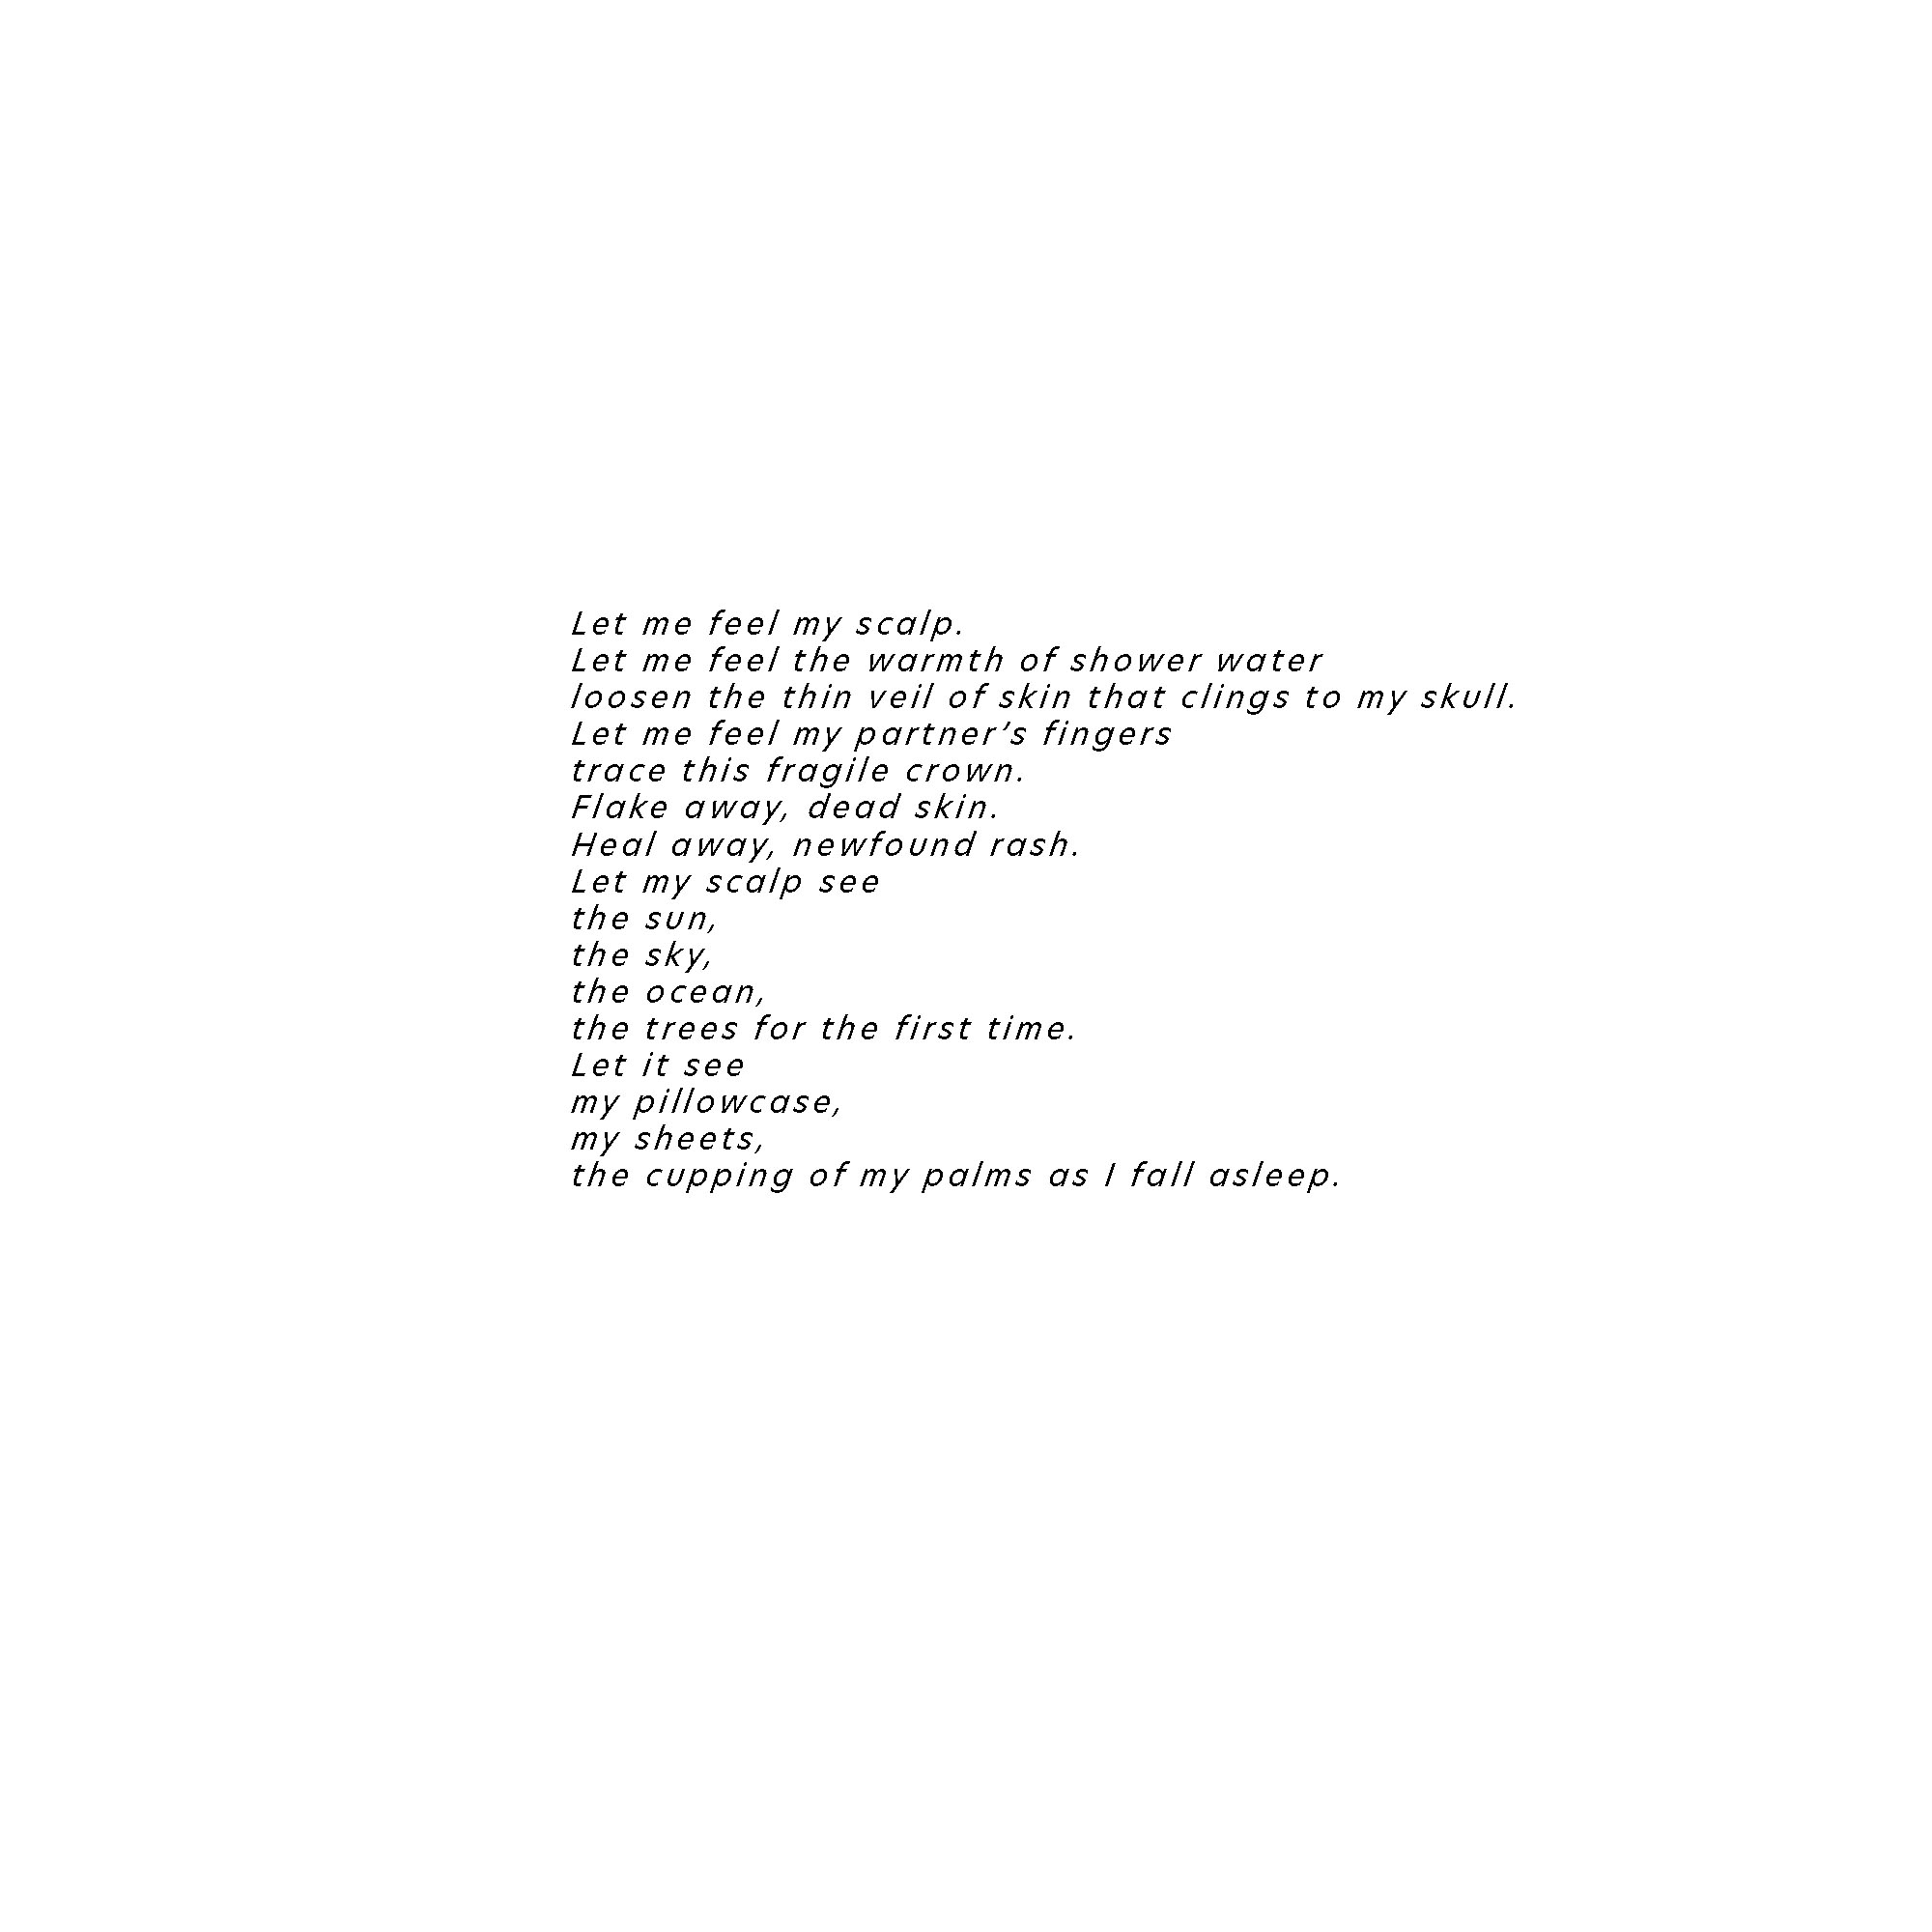 Let me feel my scalp.
Let me feel the warmth of shower water
loosen the thin veil of skin that clings to my skull.
Let me feel my partner’s fingers
trace this fragile crown.
Flake away, dead skin.
Heal away, newfound rash.
Let my scalp see
the sun,
the sky,
the ocean,
the trees for the first time.
Let it see
my pillowcase,
my sheets,
the cupping of my palms as I fall asleep.